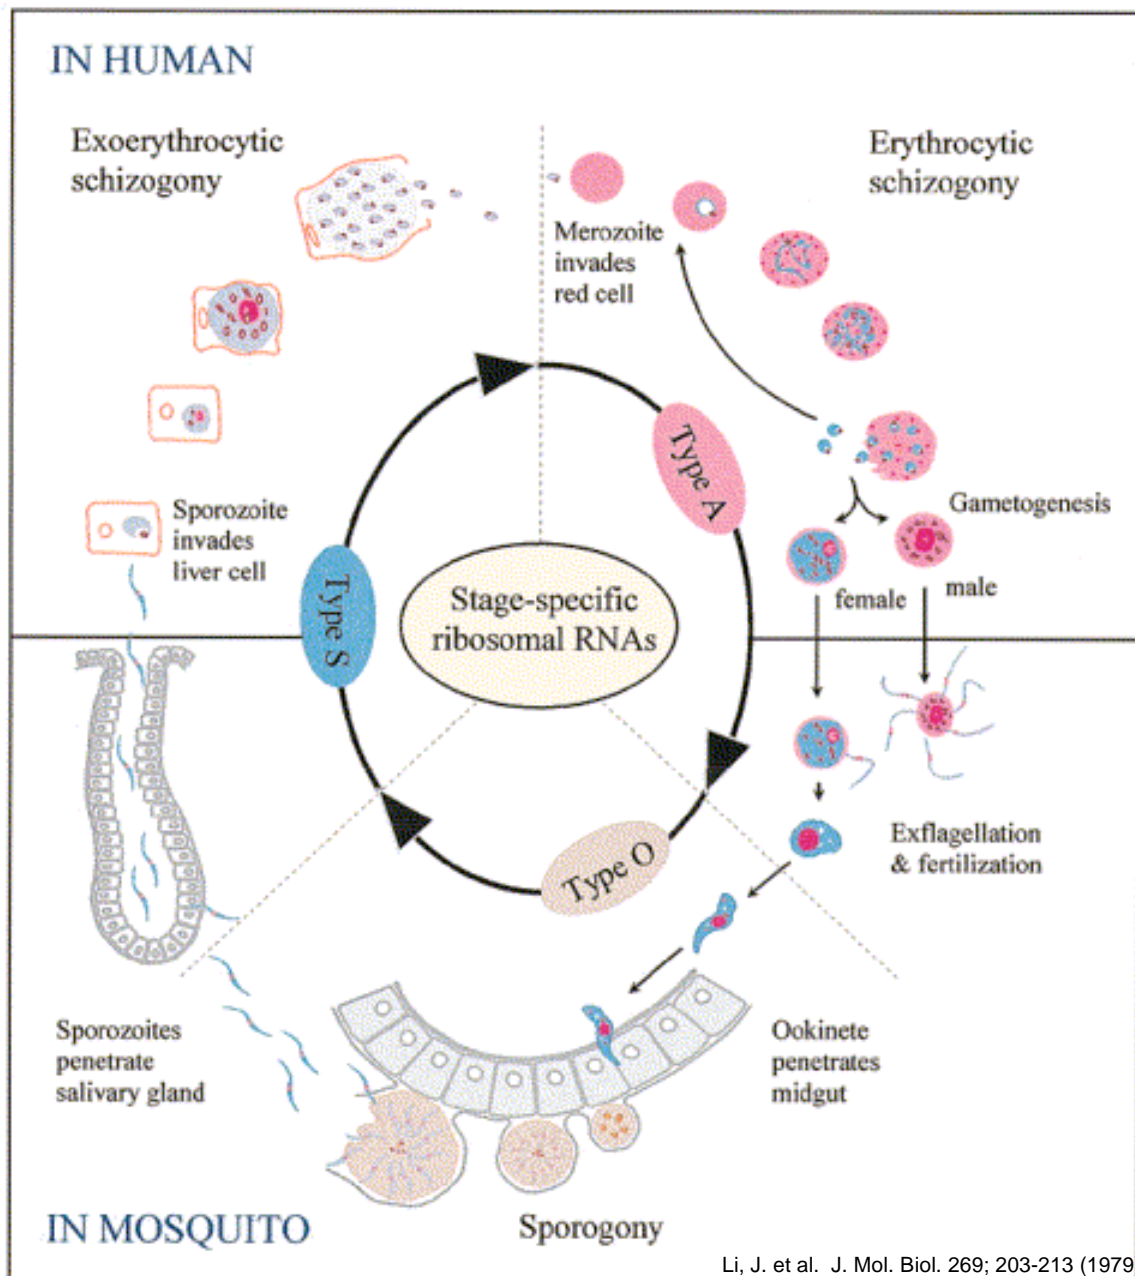 IN HUMAN
Exoerythrocytic
schizogony
Erythrocytic
schizogony
Merozoite
invades
red cell
Type A
Gametogenesis
Sporozoite
invades
liver cell
Type S
Stage-specific
ribosomal RNAs
female
male
Type O
Exflagellation
& fertilization
Sporozoites
penetrate
salivary gland
Ookinete
penetrates
midgut
IN MOSQUITO
Sporogony
Li, J. et al. J. Mol. Biol. 269; 203-213 (1979